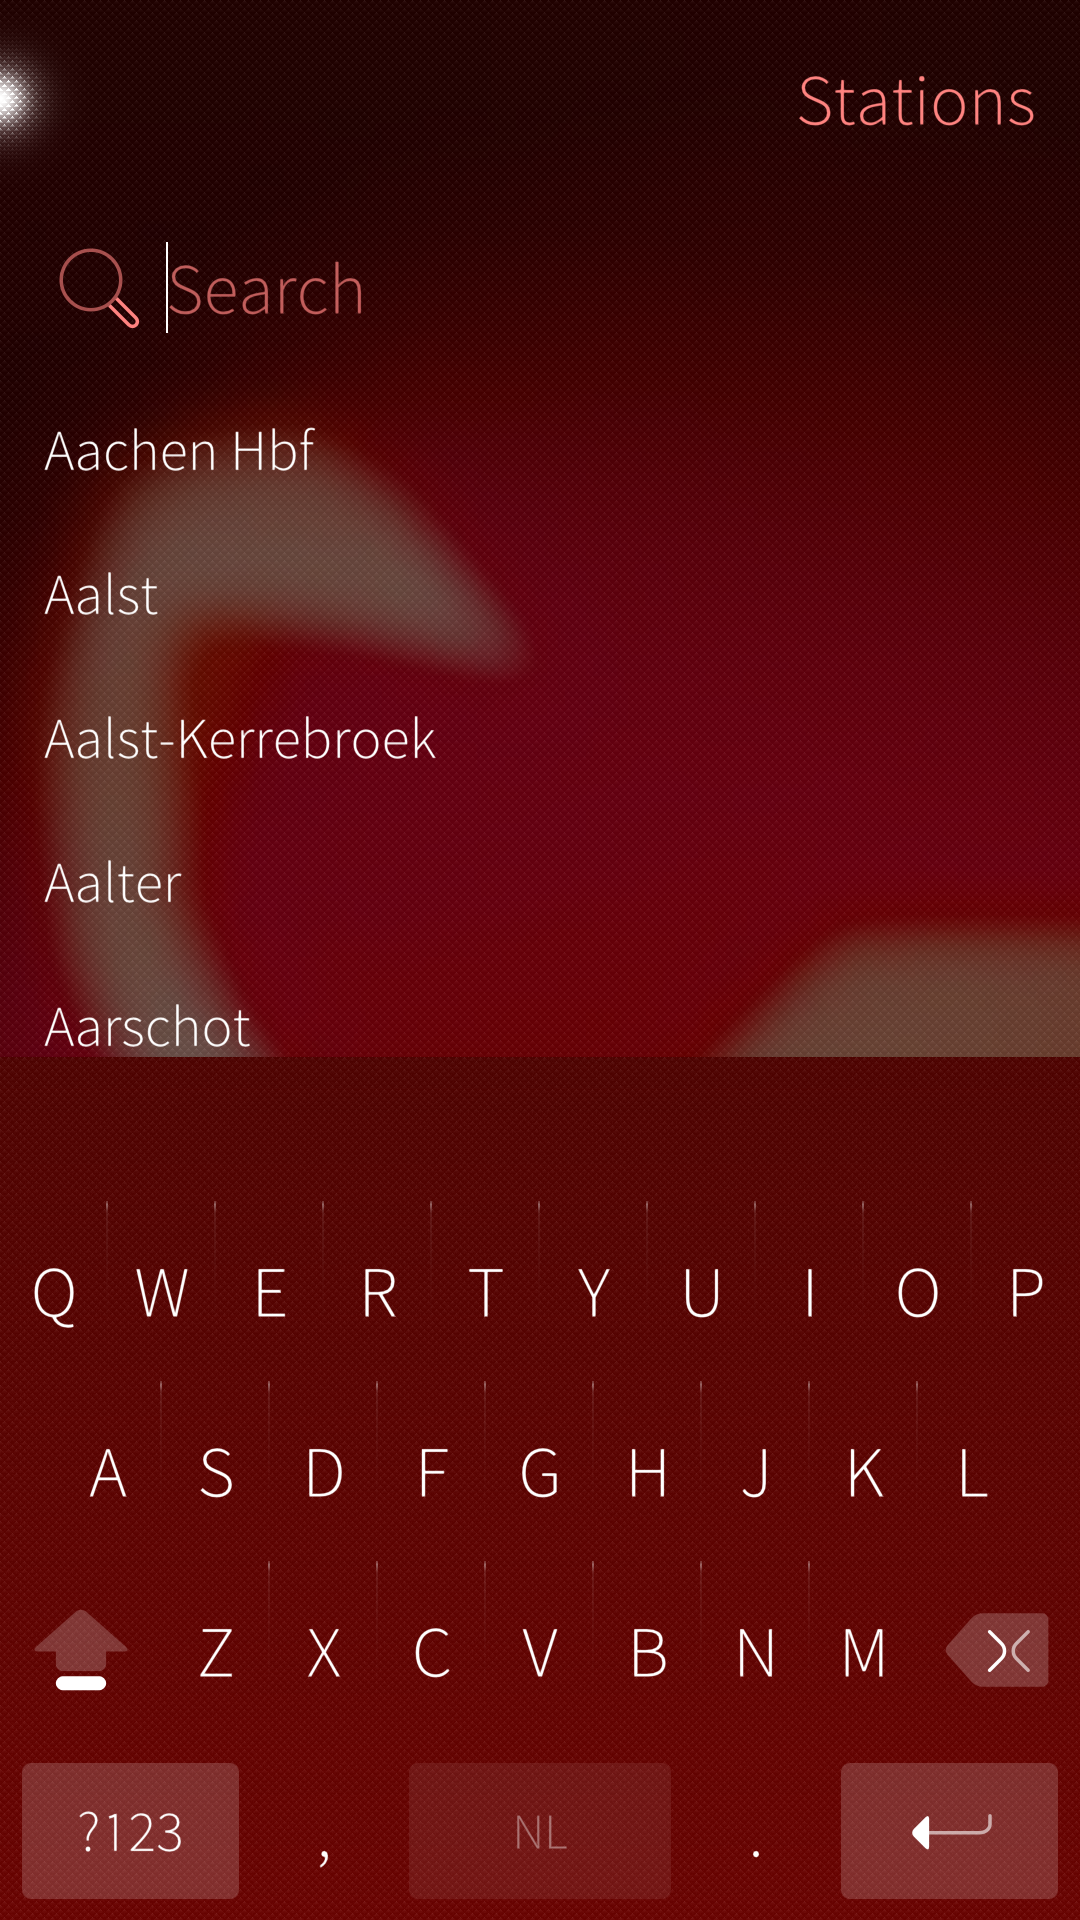 Stations
Search
Aachen Hbf
Aalst
Aalst-Kerrebroek
Aalter
Aarschot
Q W E R T Y U I O P
A S D F G H J K L
Z X C V B N M
?123 , NL .